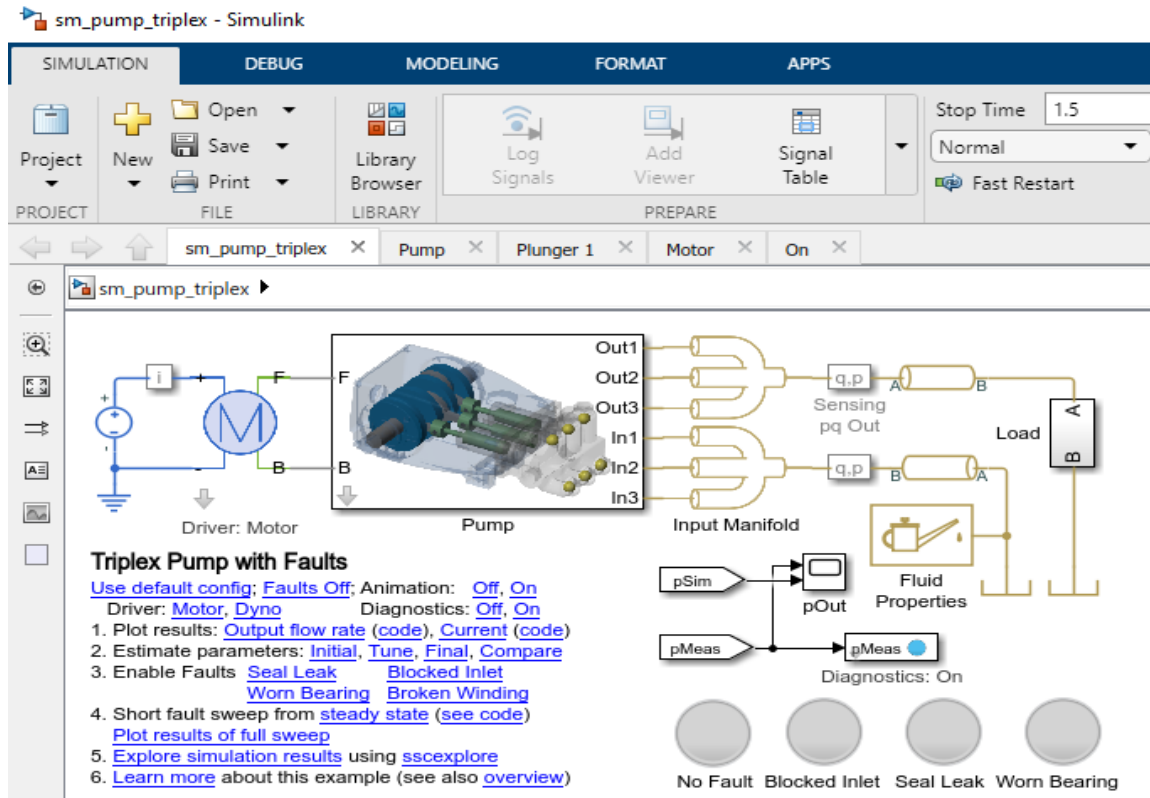 sm_pump_triplex - Simulink
SIMULATION DEBUG MODELING FORMAT APPS
Project
New
Open
Save
Print
Library
Browser
Log
Signals
Add
Viewer
Signal
Table
Stop Time 1.5
Normal
Fast Restart
PROJECT FILE LIBRARY PREPARE
sm_pump_triplex Pump Plunger 1 Motor On
sm_pump_triplex
i
+
F
F
M
B
B
+
-
-
Driver: Motor
Out1
Out2
Out3
In1
In2
In3
Pump
Input Manifold
q,p
Sensing
pq Out
A
B
q,p
B
A
Load
A
B
Fluid
Properties
pSim
pOut
pMeas
pMeas
Diagnostics: On
Triplex Pump with Faults
Use default config; Faults Off; Animation: Off, On
Driver: Motor, Dyno Diagnostics: Off, On
1. Plot results: Output flow rate (code), Current (code)
2. Estimate parameters: Initial, Tune, Final, Compare
3. Enable Faults Seal Leak Blocked Inlet
Worn Bearing Broken Winding
4. Short fault sweep from steady state (see code)
Plot results of full sweep
5. Explore simulation results using sscexplore
6. Learn more about this example (see also overview)
No Fault Blocked Inlet Seal Leak Worn Bearing